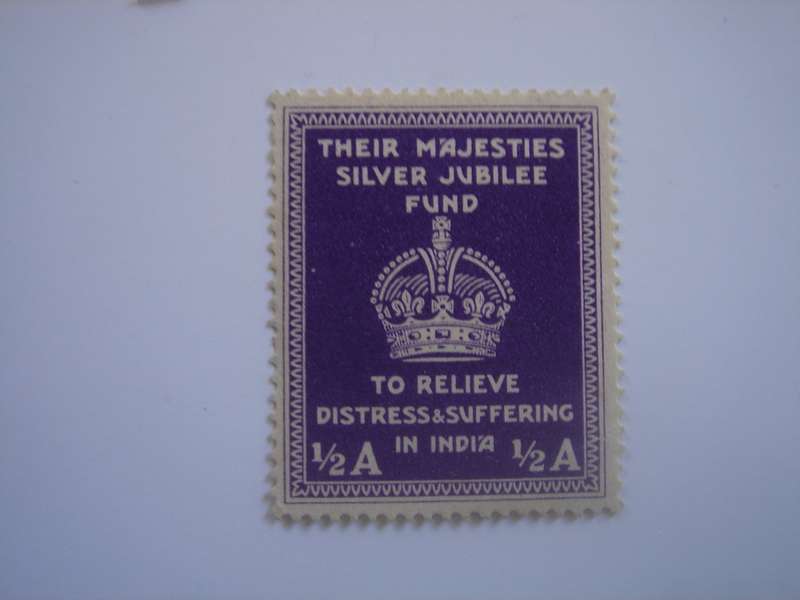 THEIR MAJESTIES
SILVER JUBILEE
FUND
TO RELIEVE
DISTRESS & SUFFERING
IN INDIA
½ A ½ A